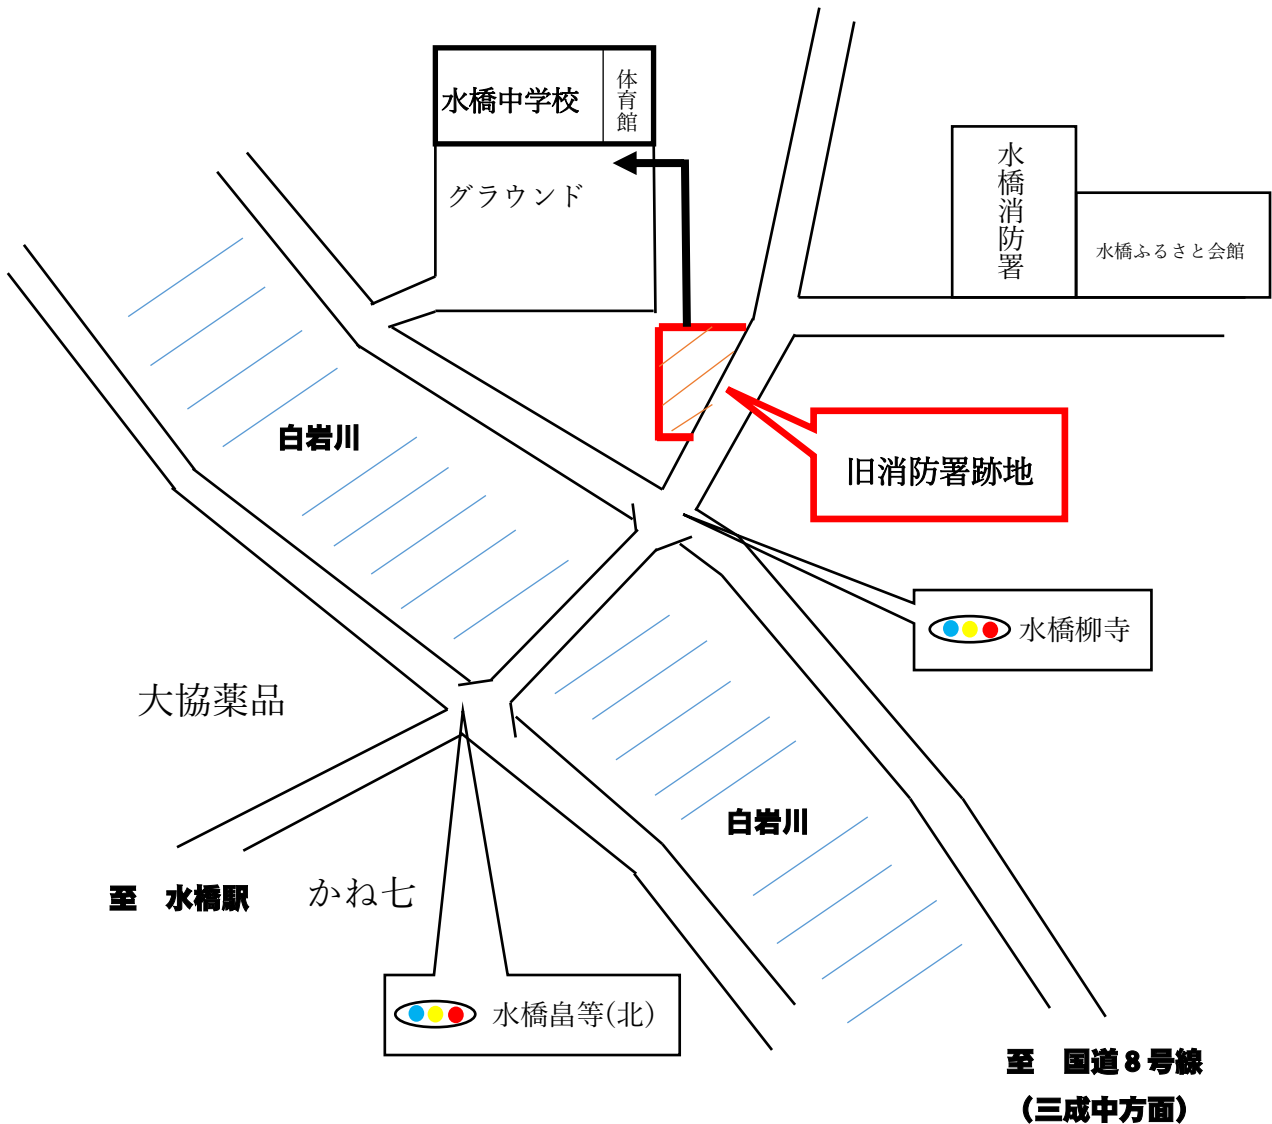 水橋中学校
体育館
グラウンド
水橋消防署
水橋ふるさと会館
白岩川
旧消防署跡地
水橋柳寺
大協薬品
白岩川
至　水橋駅
かね七
水橋畠等(北)
至　国道８号線
（三成中方面）